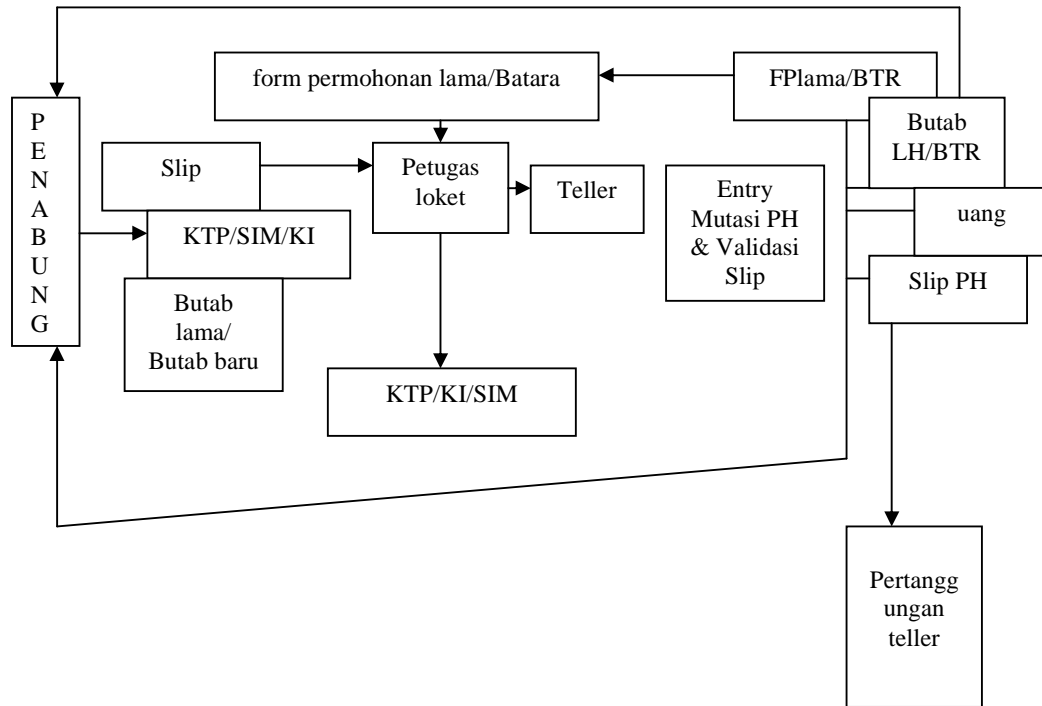 form permohonan lama/Batara
FPlama/BTR
P
E
N
A
B
U
N
G
Slip
KTP/SIM/KI
Butab
lama/
Butab baru
Petugas
loket
Teller
KTP/KI/SIM
Entry
Mutasi PH
& Validasi
Slip
Butab
LH/BTR
uang
Slip PH
Pertangg
ungan
teller